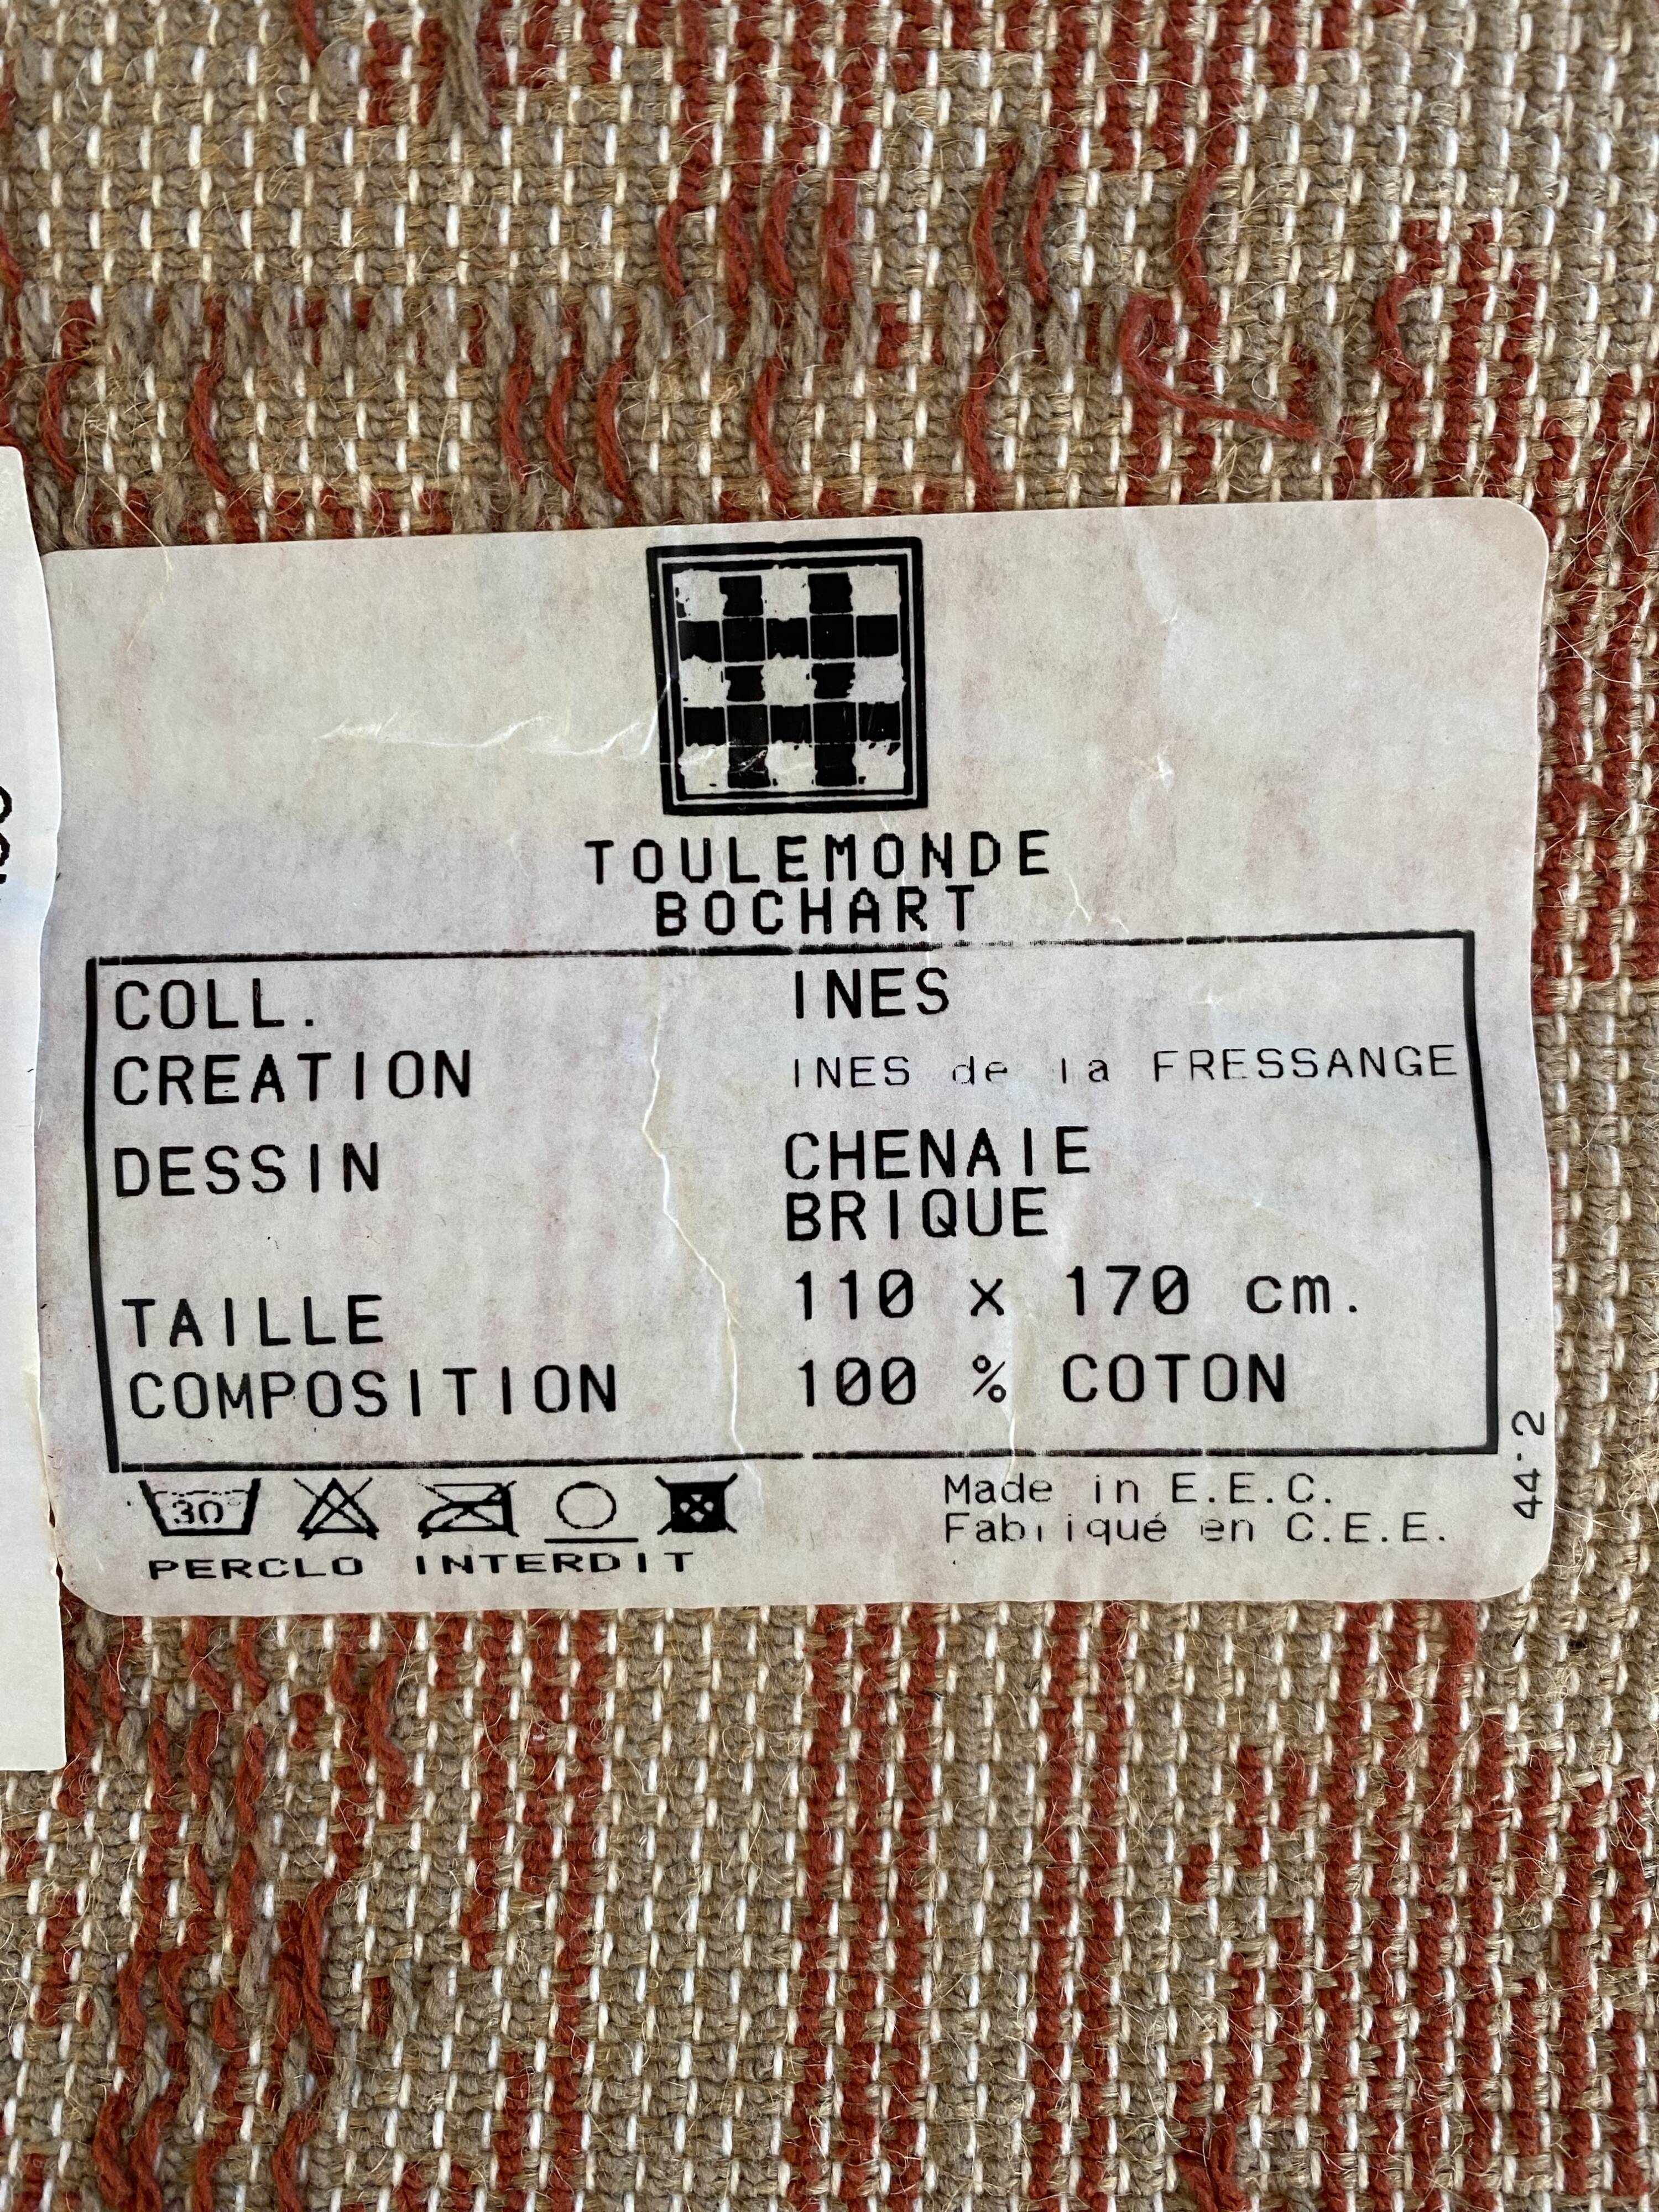 TOULEMONDE
BOCHART
COLL. INES
CREATION INES de la FRESSANGE
DESSIN CHENAIE
BRIQUE
TAILLE 110 x 170 cm.
COMPOSITION 100 % COTON
30°
PERCLO INTERDIT
Made in E.E.C.
Fabriqué en C.E.E.
44-2